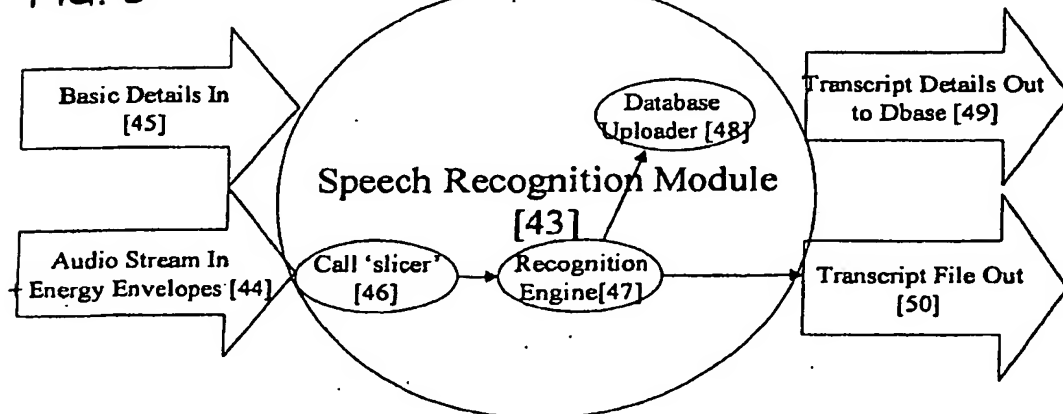 Basic Details In
[45]
Audio Stream In
Energy Envelopes [44]
Speech Recognition Module
[43]
Database
Uploader [48]
Call 'slicer'
[46]
Recognition
Engine[47]
Transcript Details Out
to Dbase [49]
Transcript File Out
[50]